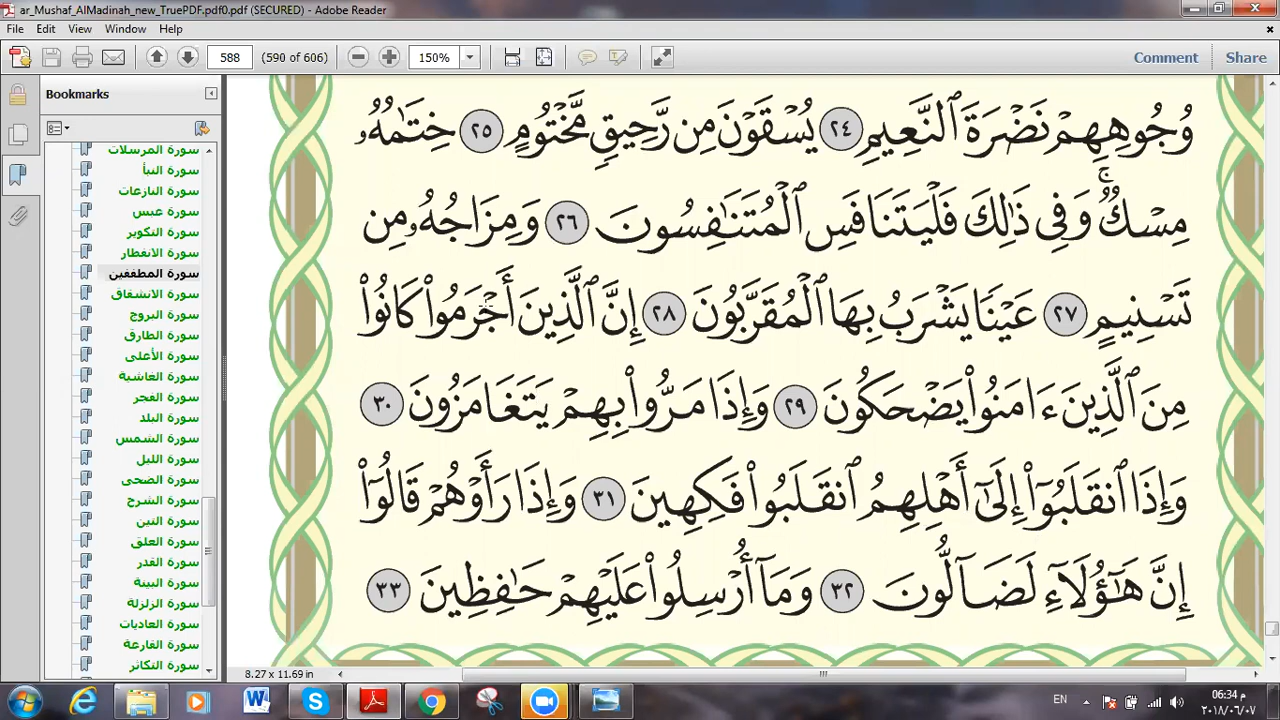 ar_Mushaf_AlMadinah_new_TruePDF.pdf0.pdf (SECURED) - Adobe Reader
File Edit View Window Help
588 (590 of 606) 150% Comment Share
Bookmarks
سورة المرسلات
سورة النبأ
سورة النازعات
سورة عبس
سورة التكوير
سورة الانفطار
سورة المطففين
سورة الانشقاق
سورة البروج
سورة الطارق
سورة الأعلى
سورة الغاشية
سورة الفجر
سورة البلد
سورة الشمس
سورة الليل
سورة الضحى
سورة الشرح
سورة التين
سورة العلق
سورة القدر
سورة البينة
سورة الزلزلة
سورة العاديات
سورة القارعة
سورة التكاثر
وُجُوهِهِمْ نَضْرَةَ ٱلنَّعِيمِ ٢٤ يُسْقَوْنَ مِن رَّحِيقٍ مَّخْتُومٍ ٢٥ خِتَـٰمُهُۥ
مِسْكٌۚ وَفِى ذَٰلِكَ فَلْيَتَنَافَسِ ٱلْمُتَنَـٰفِسُونَ ٢٦ وَمِزَاجُهُۥ مِن
تَسْنِيمٍ ٢٧ عَيْنًا يَشْرَبُ بِهَا ٱلْمُقَرَّبُونَ ٢٨ إِنَّ ٱلَّذِينَ أَجْرَمُوا۟ كَانُوا۟
مِنَ ٱلَّذِينَ ءَامَنُوا۟ يَضْحَكُونَ ٢٩ وَإِذَا مَرُّوا۟ بِهِمْ يَتَغَامَزُونَ ٣٠
وَإِذَا ٱنقَلَبُوٓا۟ إِلَىٰٓ أَهْلِهِمُ ٱنقَلَبُوا۟ فَكِهِينَ ٣١ وَإِذَا رَأَوْهُمْ قَالُوٓا۟
إِنَّ هَـٰٓؤُلَآءِ لَضَآلُّونَ ٣٢ وَمَآ أُرْسِلُوا۟ عَلَيْهِمْ حَـٰفِظِينَ ٣٣
8.27 x 11.69 in
EN ٠6:34 م
٢٠١٨/٠٦/٠٧